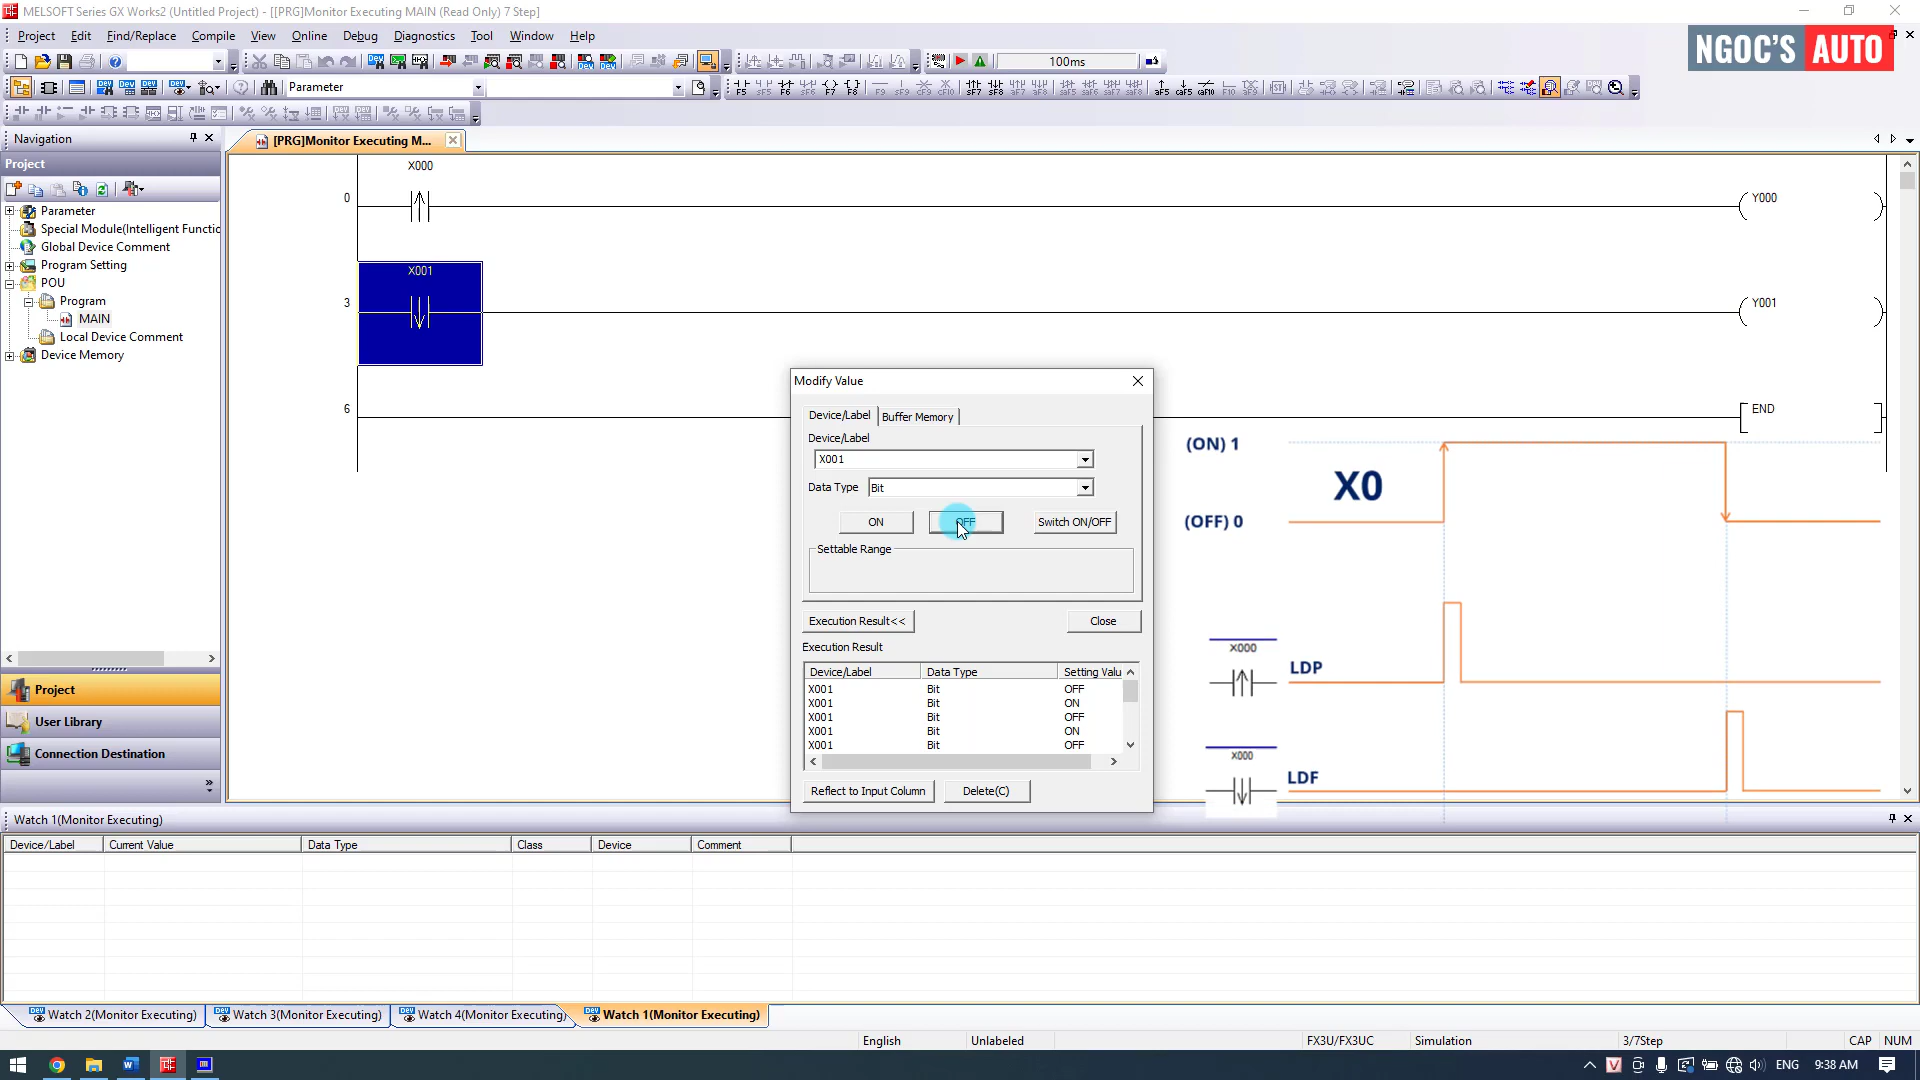 MELSOFT Series GX Works2 (Untitled Project) - [[PRG]Monitor Executing MAIN (Read Only) 7 Step]
Project Edit Find/Replace Compile View Online Debug Diagnostics Tool Window Help
NGOC'S AUTO
100ms
Parameter
Navigation
[PRG]Monitor Executing M...
Project
Parameter
Special Module(Intelligent Functio
Global Device Comment
Program Setting
POU
Program
MAIN
Local Device Comment
Device Memory
Project
User Library
Connection Destination
X000
0
Y000
X001
3
Y001
6
END
Modify Value
Device/Label Buffer Memory
Device/Label
X001
Data Type Bit
ON OFF Switch ON/OFF
Settable Range
Execution Result<< Close
Execution Result
Device/Label Data Type Setting Valu
X001 Bit OFF
X001 Bit ON
X001 Bit OFF
X001 Bit ON
X001 Bit OFF
Reflect to Input Column Delete(C)
(ON) 1
X0
(OFF) 0
X000
LDP
X000
LDF
Watch 1(Monitor Executing)
Device/Label Current Value Data Type Class Device Comment
Watch 2(Monitor Executing) Watch 3(Monitor Executing) Watch 4(Monitor Executing) Watch 1(Monitor Executing)
English Unlabeled FX3U/FX3UC Simulation 3/7Step CAP NUM
ENG 9:38 AM